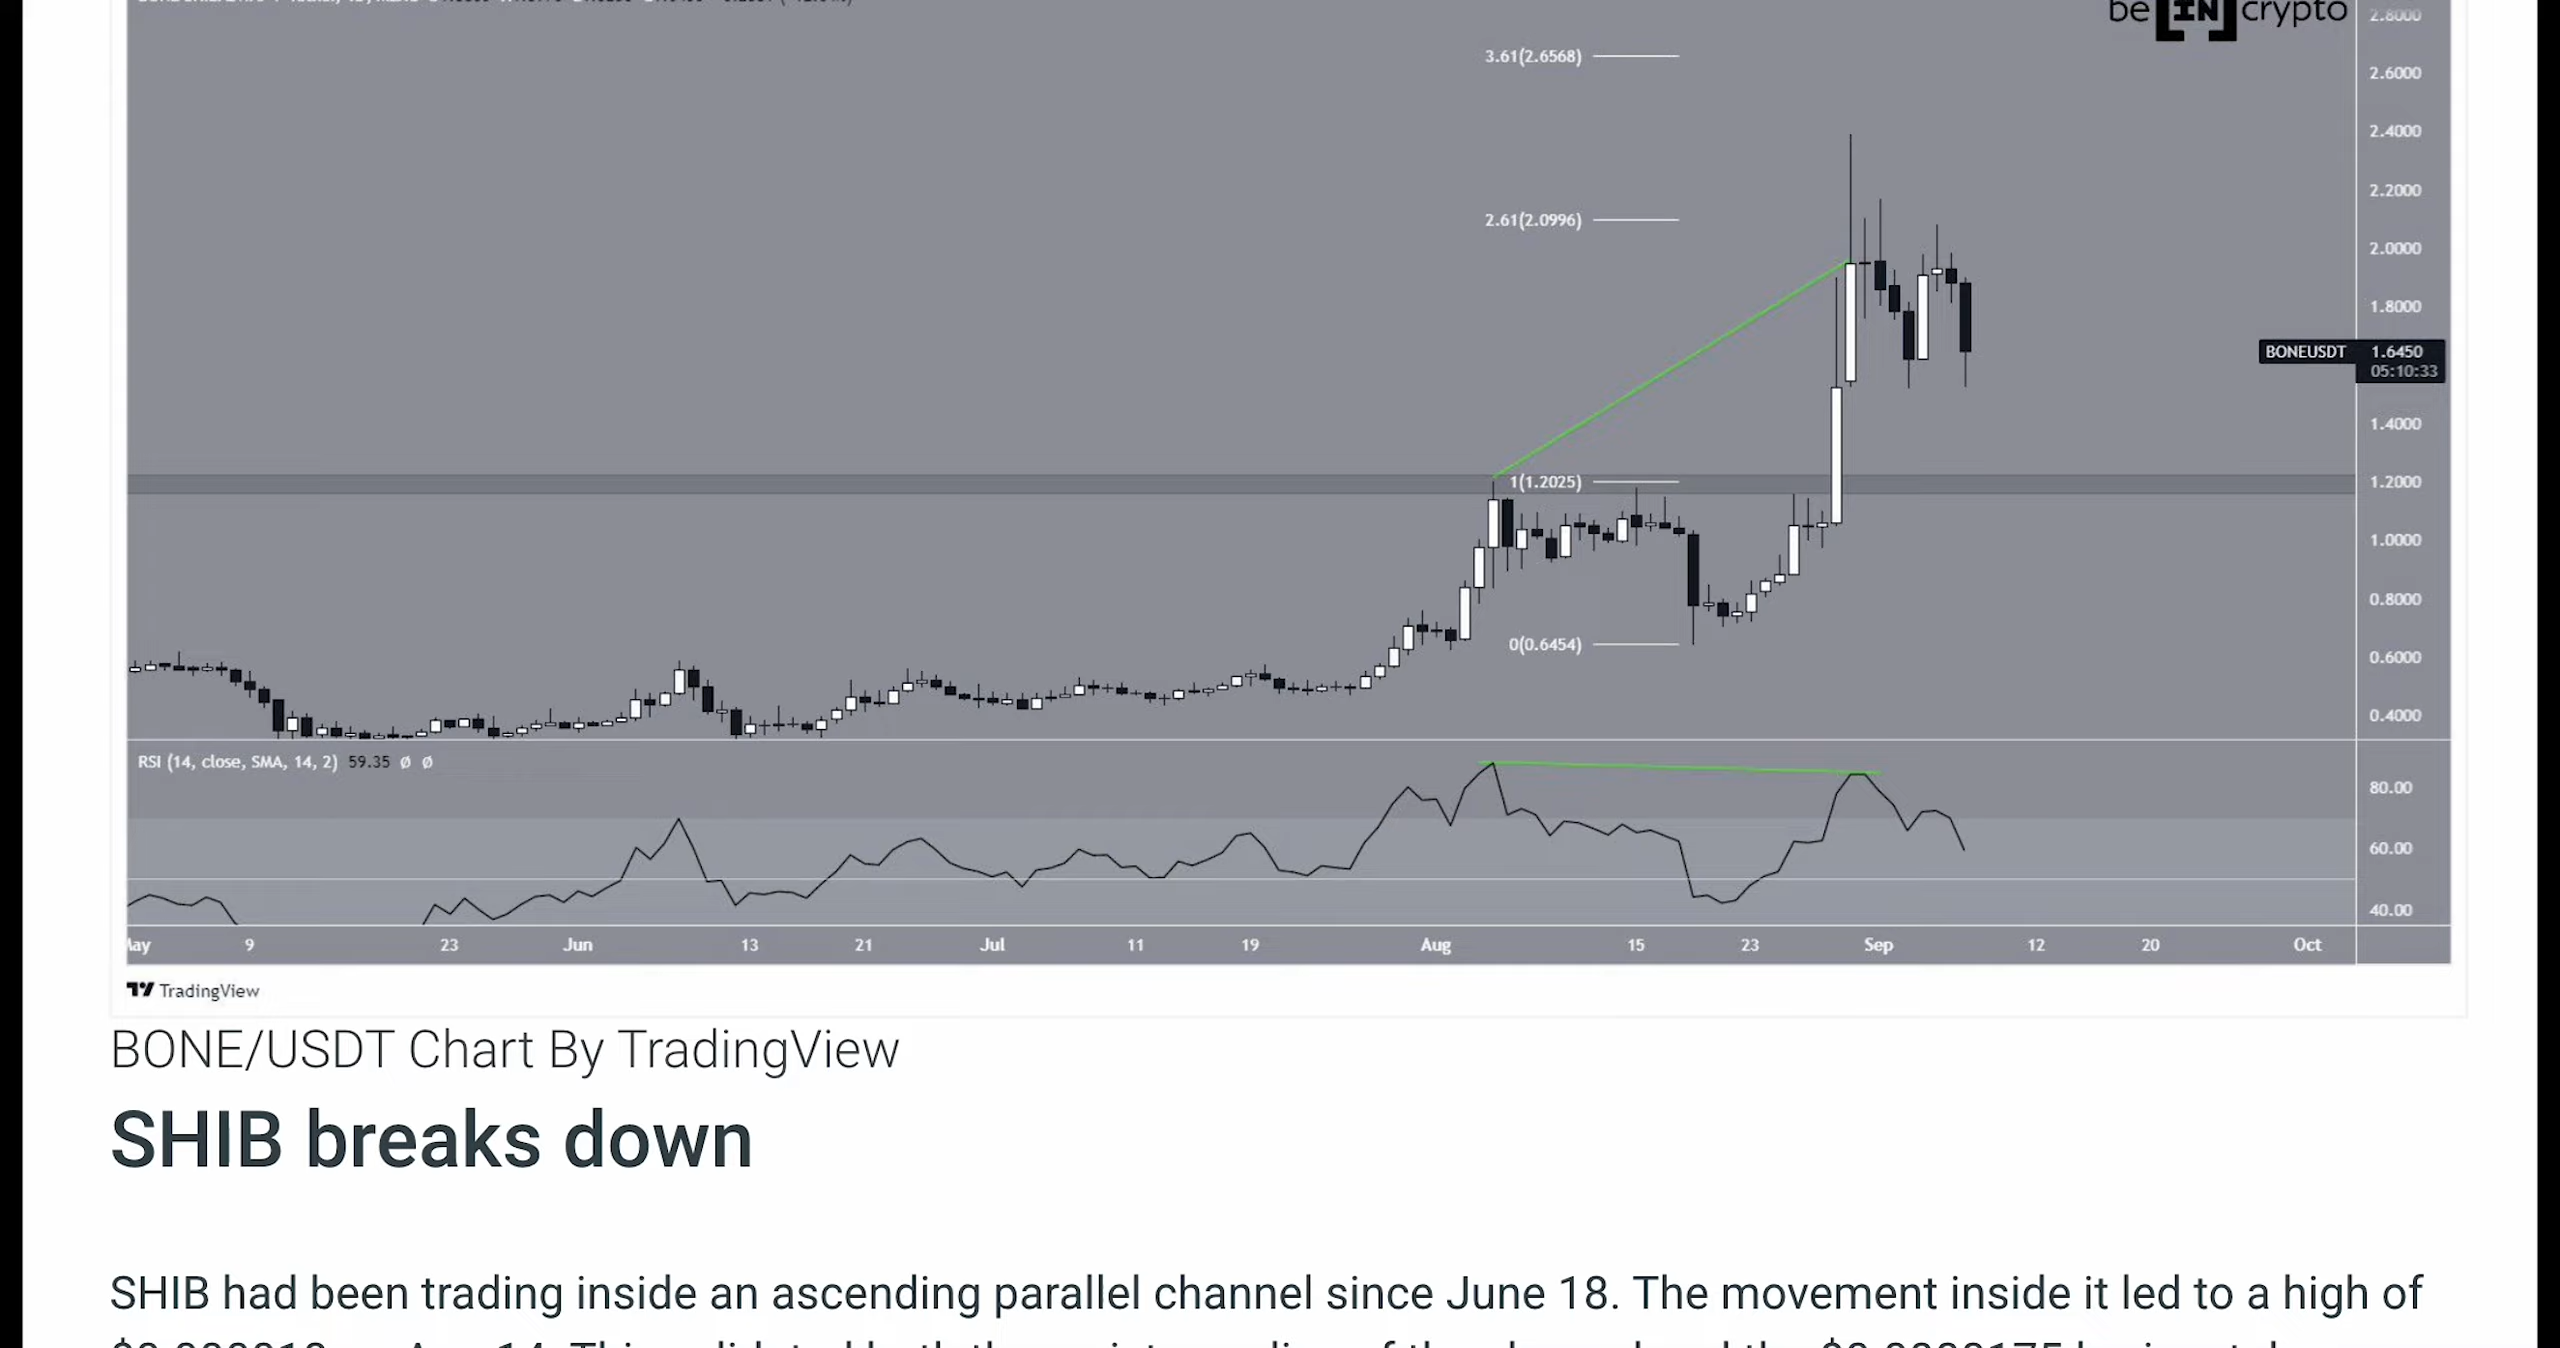 be [IN] crypto
2.8000
3.61(2.6568)
2.6000
2.4000
2.61(2.0996)
2.2000
2.0000
1.8000
BONEUSDT 1.6450
05:10:33
1.4000
1(1.2025)
1.2000
1.0000
0.8000
0(0.6454)
0.6000
0.4000
RSI (14, close, SMA, 14, 2) 59.35 ø ø
80.00
60.00
40.00
May 9 23 Jun 13 21 Jul 11 19 Aug 15 23 Sep 12 20 Oct
TradingView
BONE/USDT Chart By TradingView
SHIB breaks down
SHIB had been trading inside an ascending parallel channel since June 18. The movement inside it led to a high of